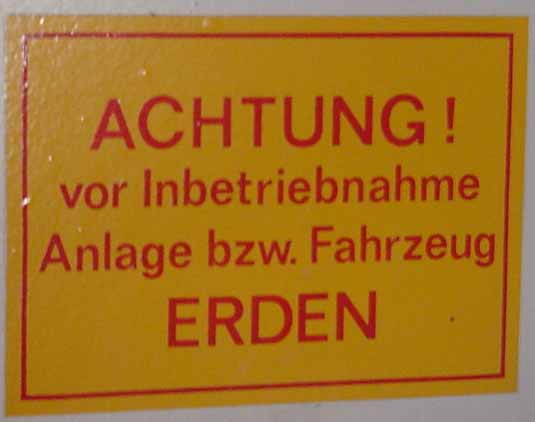 ACHTUNG !
vor Inbetriebnahme
Anlage bzw. Fahrzeug
ERDEN